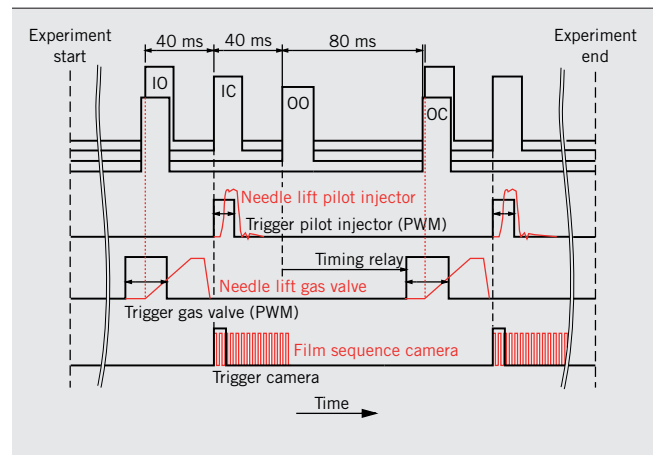 Experiment start
40 ms
40 ms
80 ms
Experiment end
IO
IC
OO
OC
Needle lift pilot injector
Trigger pilot injector (PWM)
Timing relay
Needle lift gas valve
Trigger gas valve (PWM)
Film sequence camera
Trigger camera
Time